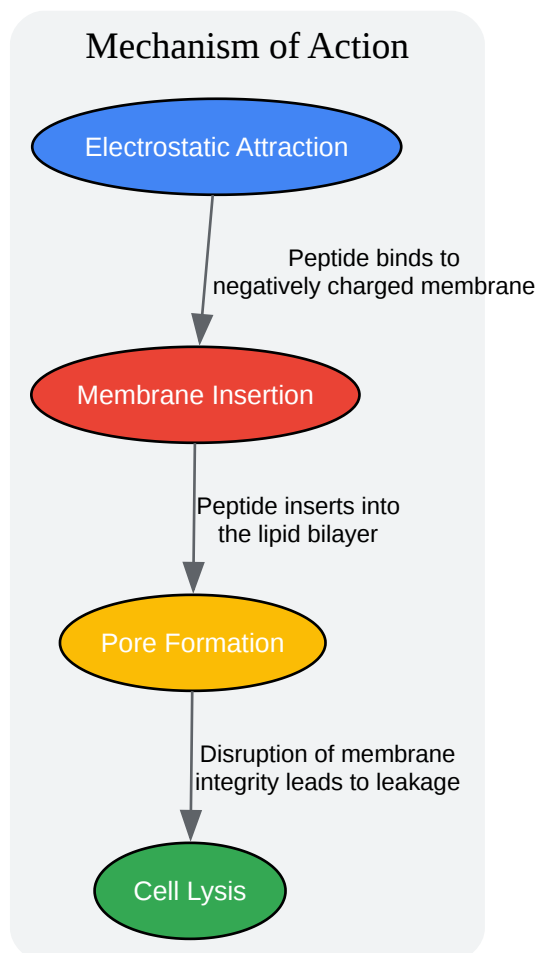 Mechanism of Action
Electrostatic Attraction
Peptide binds to
negatively charged membrane
Membrane Insertion
Peptide inserts into
the lipid bilayer
Pore Formation
Disruption of membrane
integrity leads to leakage
Cell Lysis